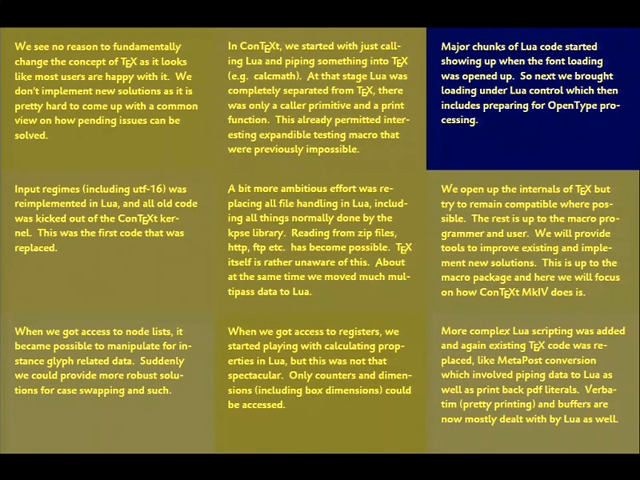 We see no reason to fundamentally
change the concept of TEX as it looks
like most users are happy with it. We
don't implement new solutions as it is
pretty hard to come up with a common
view on how pending issues can be
solved.
In ConTEXt, we started with just call-
ing Lua and piping something into TEX
(e.g. calcmath). At that stage Lua was
completely separated from TEX, there
was only a caller primitive and a print
function. This already permitted inter-
esting expandible testing macro that
were previously impossible.
Major chunks of Lua code started
showing up when the font loading
was opened up. So next we brought
loading under Lua control which then
includes preparing for OpenType pro-
cessing.
Input regimes (including utf-16) was
reimplemented in Lua, and all old code
was kicked out of the ConTEXt ker-
nel. This was the first code that was
replaced.
A bit more ambitious effort was re-
placing all file handling in Lua, includ-
ing all things normally done by the
kpse library. Reading from zip files,
http, ftp etc. has become possible. TEX
itself is rather unaware of this. About
at the same time we moved much mul-
tipass data to Lua.
We open up the internals of TEX but
try to remain compatible where pos-
sible. The rest is up to the macro pro-
grammer and user. We will provide
tools to improve existing and imple-
ment new solutions. This is up to the
macro package and here we will focus
on how ConTEXt MkIV does is.
When we got access to node lists, it
became possible to manipulate for in-
stance glyph related data. Suddenly
we could provide more robust solu-
tions for case swapping and such.
When we got access to registers, we
started playing with calculating prop-
erties in Lua, but this was not that
spectacular. Only counters and dimen-
sions (including box dimensions) could
be accessed.
More complex Lua scripting was added
and again existing TEX code was re-
placed, like MetaPost conversion
which involved piping data to Lua as
well as print back pdf literals. Verba-
tim (pretty printing) and buffers are
now mostly dealt with by Lua as well.